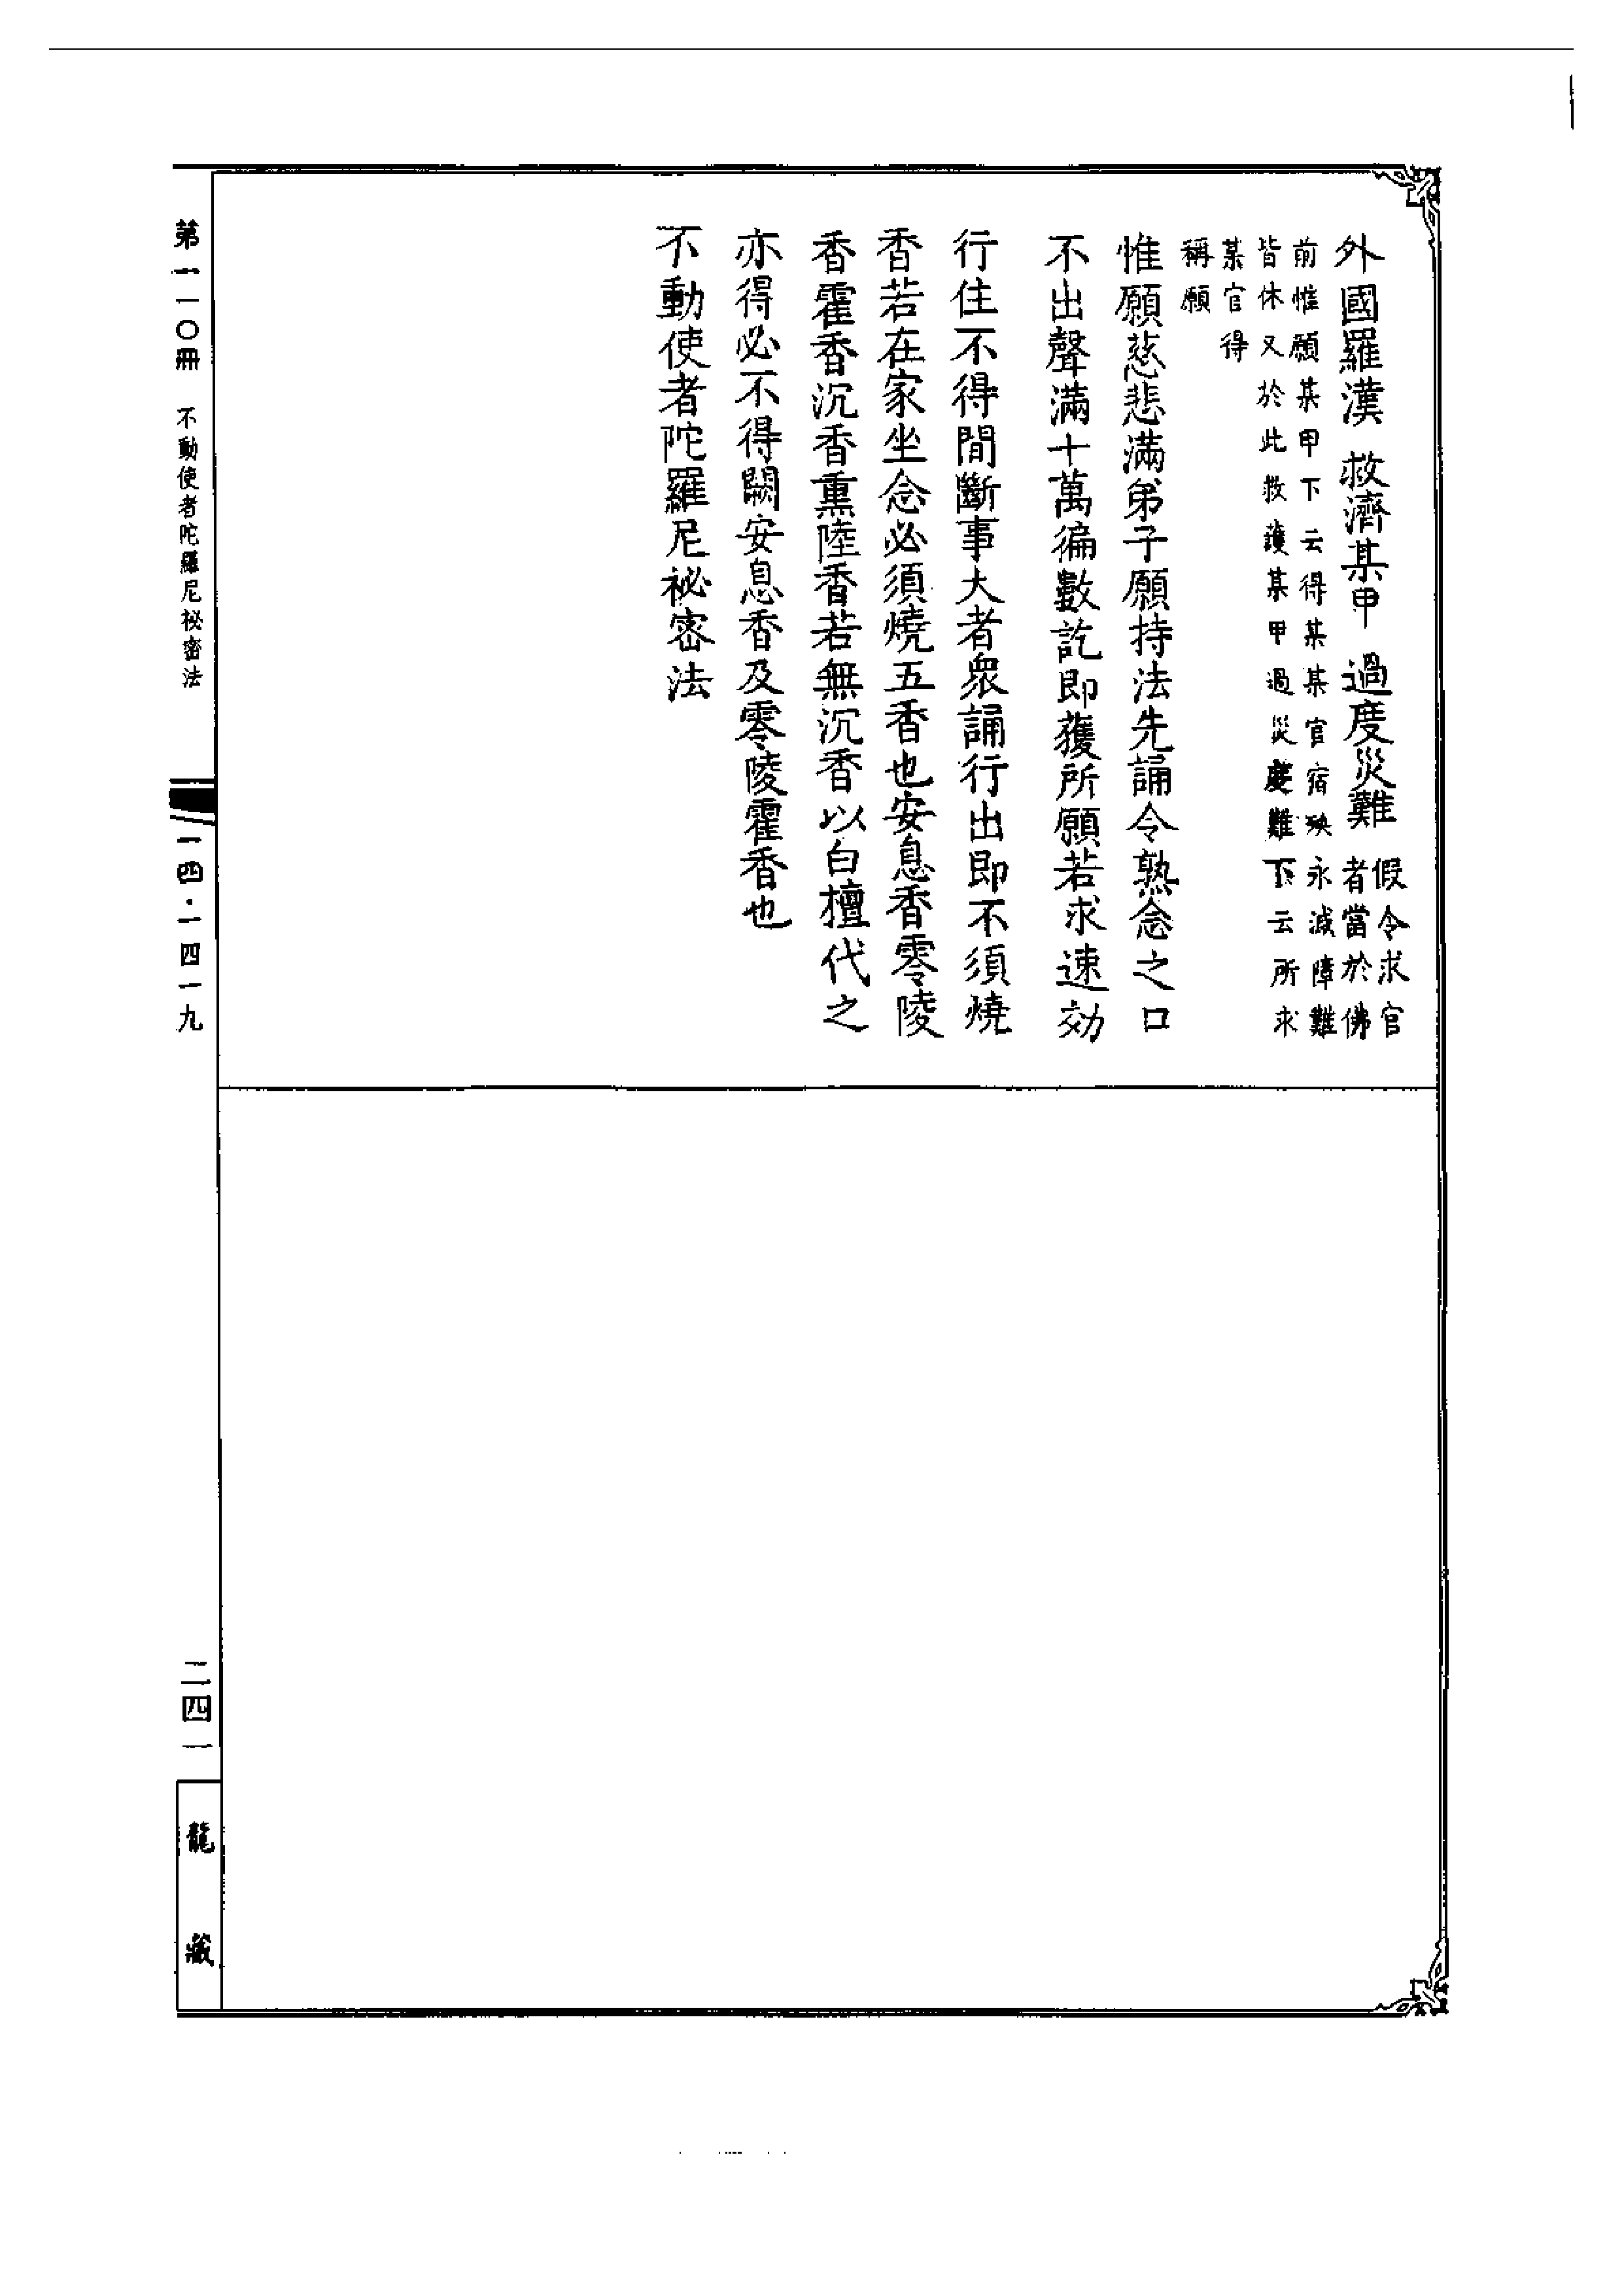 外國羅漢 救濟某甲 過度災難 假令求官
者當於佛
前惟願某甲下云得某某官宿殃永滅障難
皆休又於此救護某甲過災度難下云所求
某官得
稱願
惟願慈悲滿弟子願持法先誦令熟念之口
不出聲滿十萬徧數訖即獲所願若求速効
行住不得間斷事大者眾誦行出即不須燒
香若在家坐念必須燒五香也安息香零陵
香霍香沉香熏陸香若無沉香以白檀代之
亦得必不得闕安息香及零陵霍香也
不動使者陀羅尼祕密法
第一一〇冊 不動使者陀羅尼祕密法
一四·一四一九
二四一
龍藏